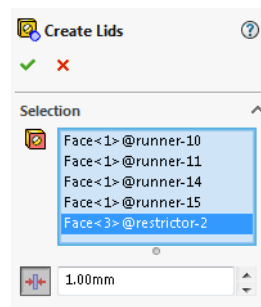 Create Lids
Selection
Face<1>@runner-10
Face<1>@runner-11
Face<1>@runner-14
Face<1>@runner-15
Face<3>@restrictor-2
1.00mm